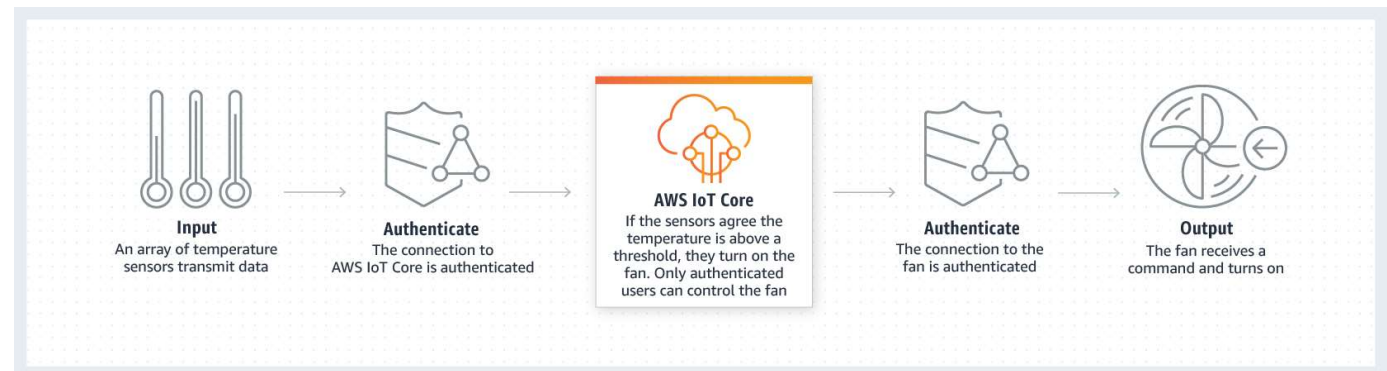 Input
An array of temperature
sensors transmit data
Authenticate
The connection to
AWS IoT Core is authenticated
AWS IoT Core
If the sensors agree the
temperature is above a
threshold, they turn on the
fan. Only authenticated
users can control the fan
Authenticate
The connection to the
fan is authenticated
Output
The fan receives a
command and turns on